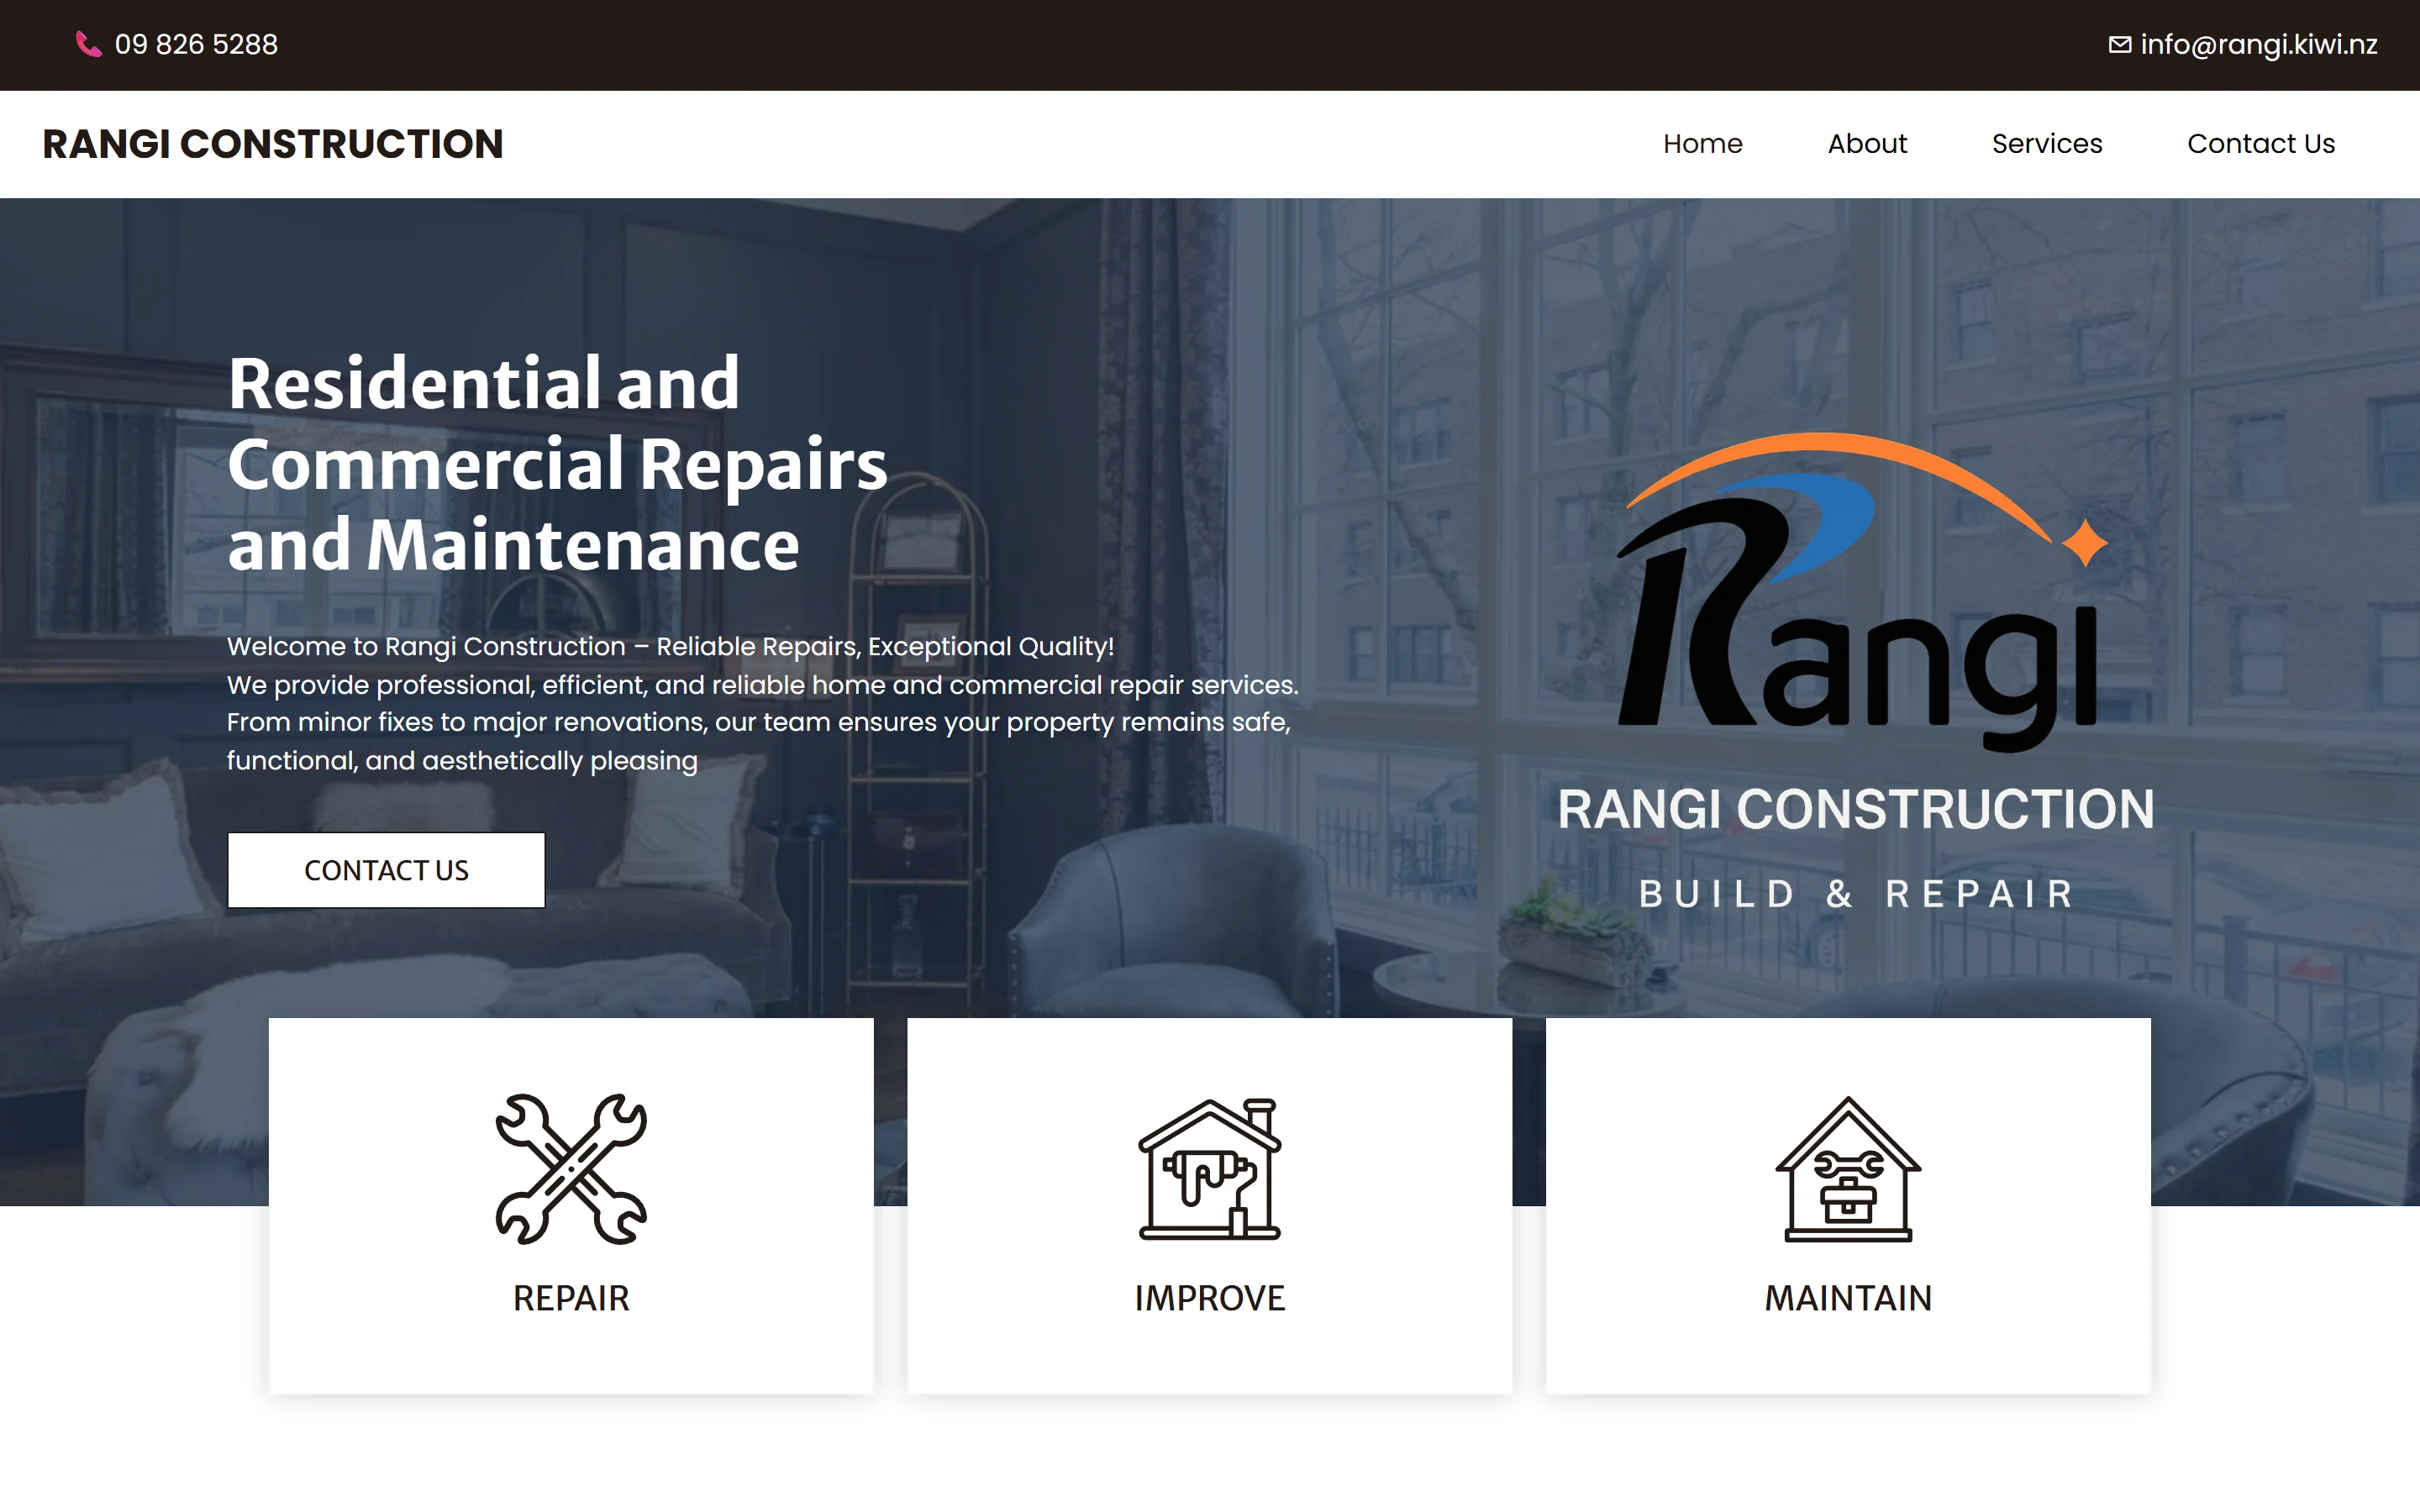 09 826 5288
info@rangi.kiwi.nz
RANGI CONSTRUCTION
Home
About
Services
Contact Us
Residential and
Commercial Repairs
and Maintenance
Welcome to Rangi Construction – Reliable Repairs, Exceptional Quality!
We provide professional, efficient, and reliable home and commercial repair services.
From minor fixes to major renovations, our team ensures your property remains safe,
functional, and aesthetically pleasing
CONTACT US
Rangi
RANGI CONSTRUCTION
BUILD & REPAIR
REPAIR
IMPROVE
MAINTAIN